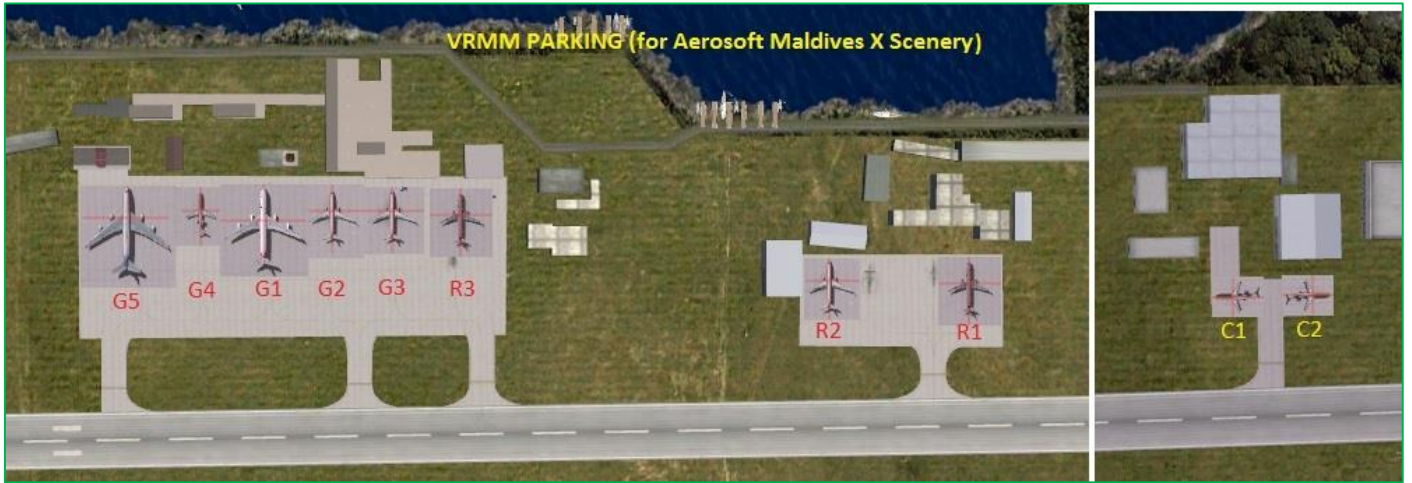 VRMM PARKING (for Aerosoft Maldives X Scenery)
G5 G4 G1 G2 G3 R3
R2 R1
C1 C2